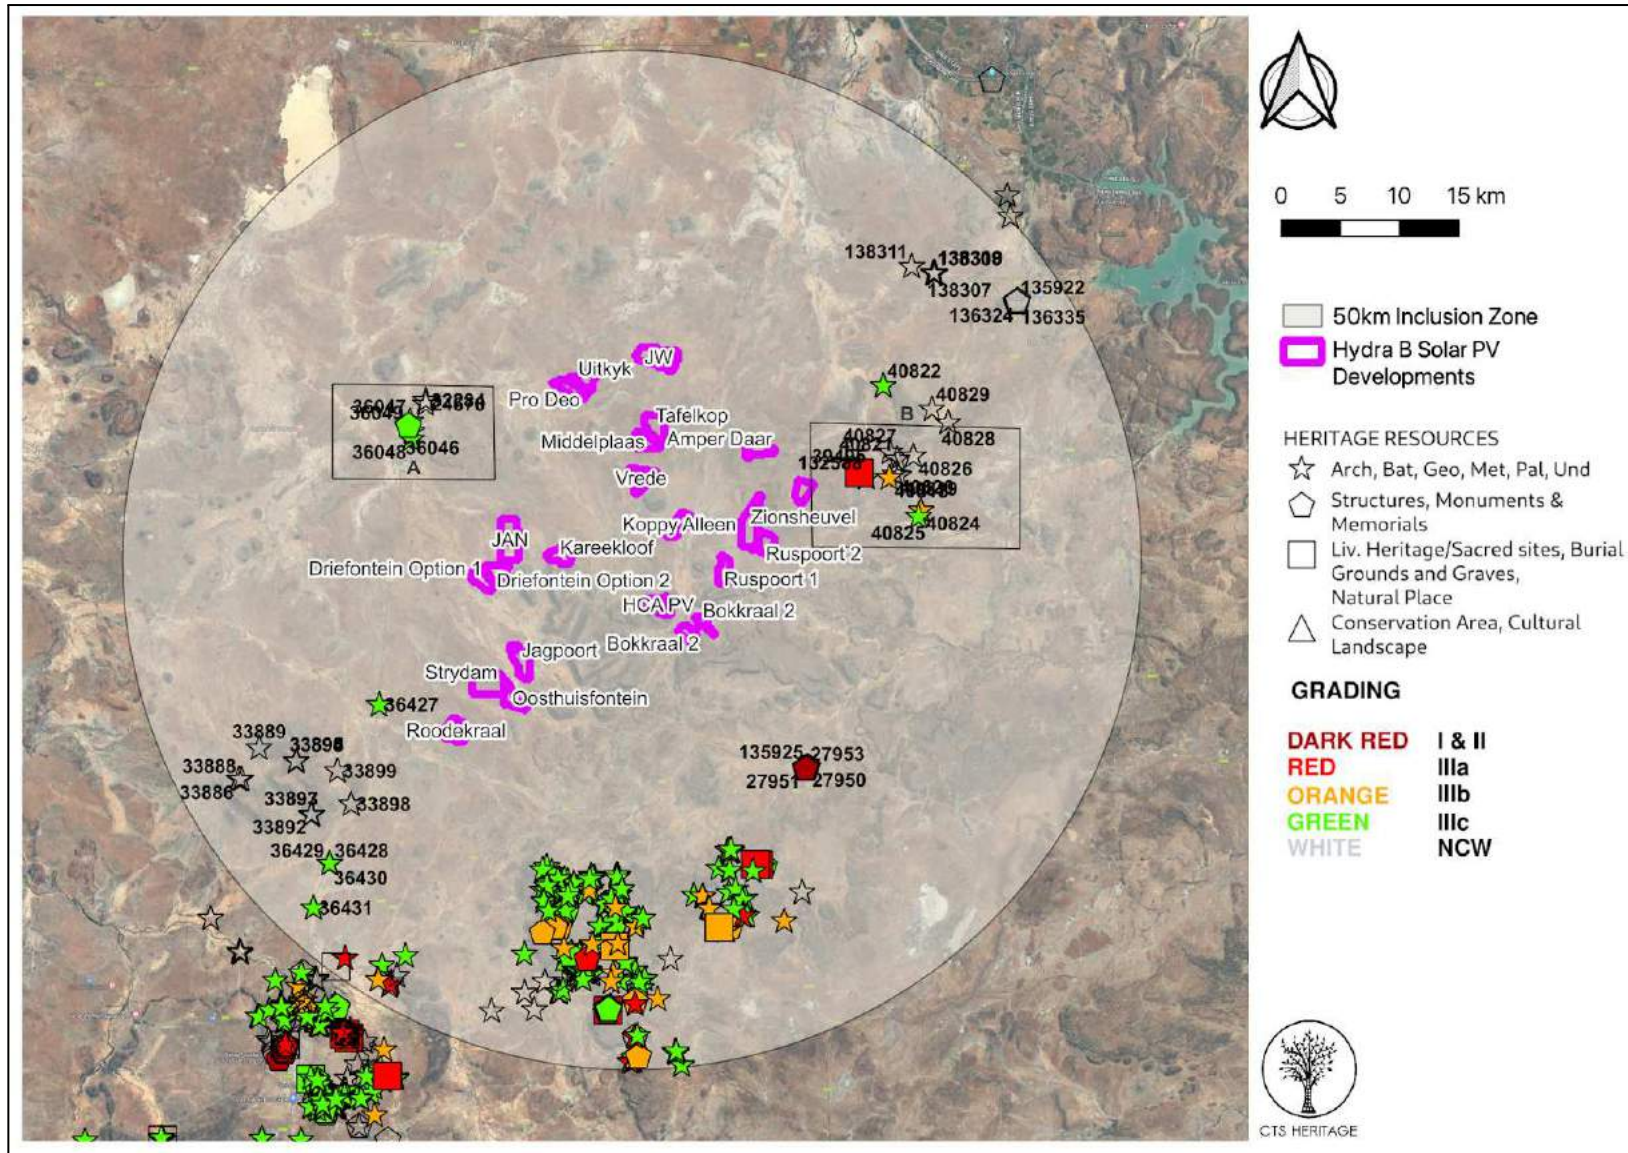 138311
138307
135922
136324
136335
40822
40829
B
40828
40827
40826
40824
40825
36048
36046
A
JW
Uitkyk
Pro Deo
Tafelkop
Middelplaas
Amper Daar
Vrede
Koppy Alleen
Zionsheuvel
JAN
Kareekloof
Ruspoort 2
Driefontein Option 1
Driefontein Option 2
Ruspoort 1
HCA PV
Bokkraal 2
Bokkraal 2
Jagpoort
Strydam
Oosthuisfontein
Roodekraal
36427
33889
33888
33899
33886
33898
33892
36429
36428
36430
36431
135925
27953
27951
27950
0 5 10 15 km
50km Inclusion Zone
Hydra B Solar PV
Developments
HERITAGE RESOURCES
Arch, Bat, Geo, Met, Pal, Und
Structures, Monuments &
Memorials
Liv. Heritage/Sacred sites, Burial
Grounds and Graves,
Natural Place
Conservation Area, Cultural
Landscape
GRADING
DARK RED I & II
RED IIIa
ORANGE IIIb
GREEN IIIc
WHITE NCW
CTS HERITAGE